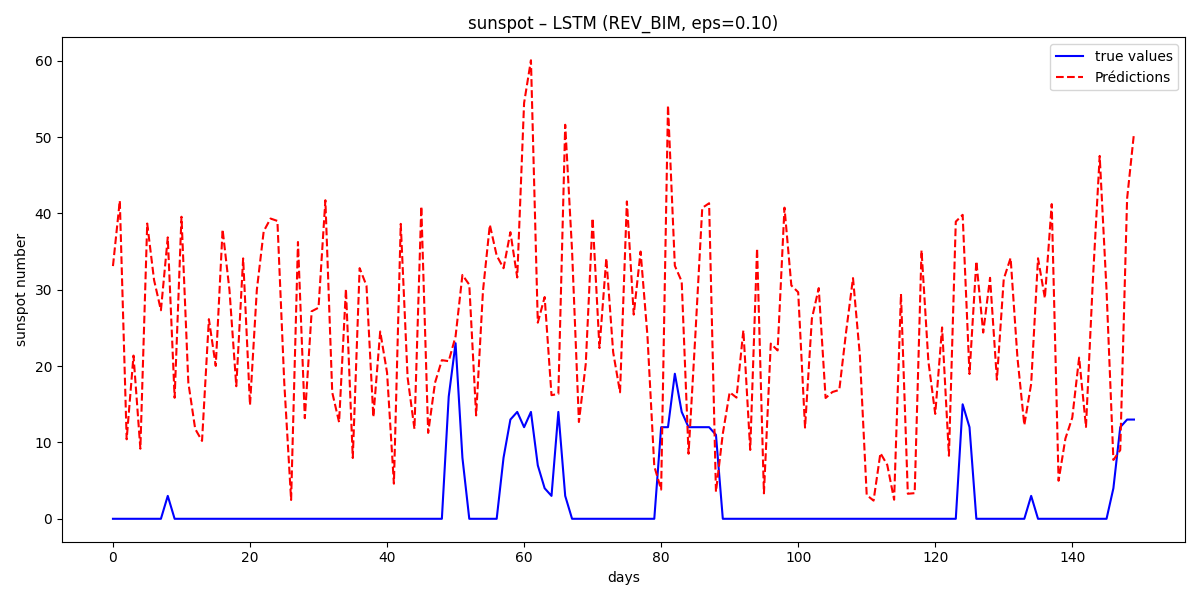 sunspot – LSTM (REV_BIM, eps=0.10)
true values
Prédictions
sunspot number
60
50
40
30
20
10
0
0 20 40 60 80 100 120 140
days